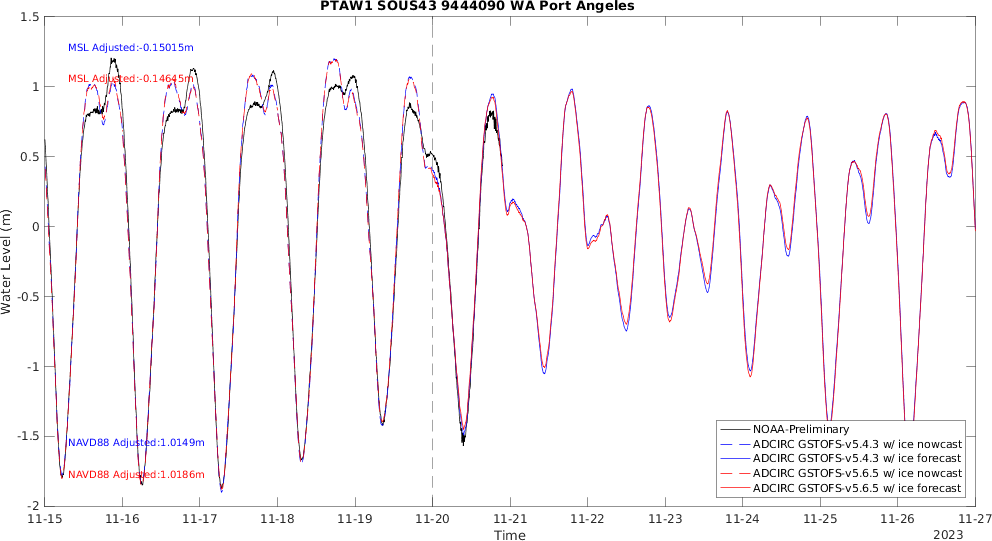 PTAW1 SOUS43 9444090 WA Port Angeles
1.5
1
0.5
0
-0.5
-1
-1.5
-2
Water Level (m)
MSL Adjusted:-0.15015m
MSL Adjusted:-0.14645m
NAVD88 Adjusted:1.0149m
NAVD88 Adjusted:1.0186m
NOAA-Preliminary
ADCIRC GSTOFS-v5.4.3 w/ ice nowcast
ADCIRC GSTOFS-v5.4.3 w/ ice forecast
ADCIRC GSTOFS-v5.6.5 w/ ice nowcast
ADCIRC GSTOFS-v5.6.5 w/ ice forecast
11-15 11-16 11-17 11-18 11-19 11-20 11-21 11-22 11-23 11-24 11-25 11-26 11-27
Time
2023